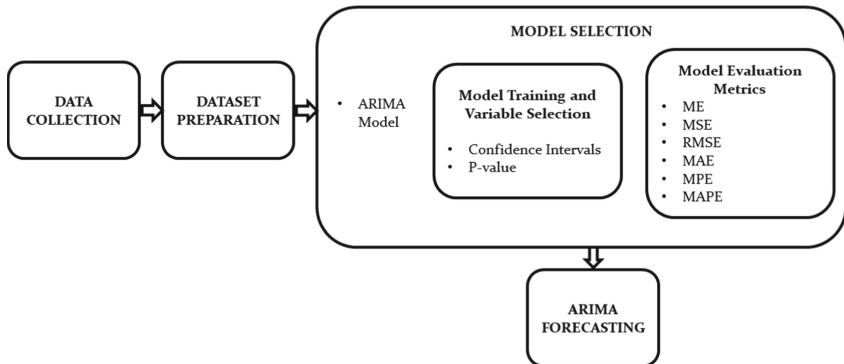 DATA
COLLECTION
DATASET
PREPARATION
MODEL SELECTION
• ARIMA
Model
Model Training and
Variable Selection
• Confidence Intervals
• P-value
Model Evaluation
Metrics
• ME
• MSE
• RMSE
• MAE
• MPE
• MAPE
ARIMA
FORECASTING